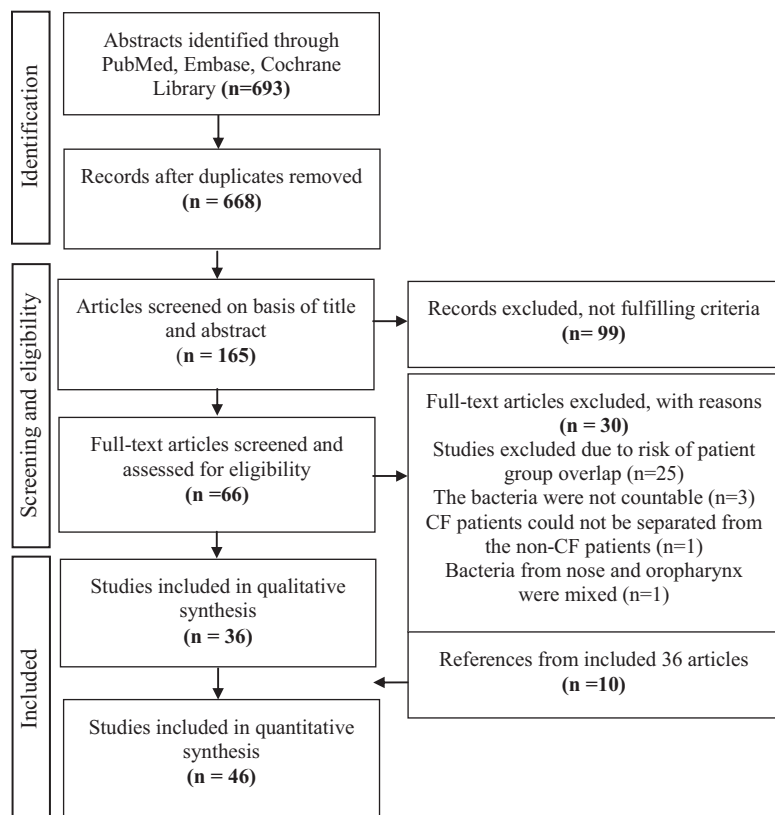 Identification
Abstracts identified through
PubMed, Embase, Cochrane
Library (n=693)
Records after duplicates removed
(n = 668)
Screening and eligibility
Articles screened on basis of title
and abstract
(n = 165)
Records excluded, not fulfilling criteria
(n= 99)
Full-text articles screened and
assessed for eligibility
(n =66)
Full-text articles excluded, with reasons
(n = 30)
Studies excluded due to risk of patient
group overlap (n=25)
The bacteria were not countable (n=3)
CF patients could not be separated from
the non-CF patients (n=1)
Bacteria from nose and oropharynx
were mixed (n=1)
Included
Studies included in qualitative
synthesis
(n = 36)
References from included 36 articles
(n =10)
Studies included in quantitative
synthesis
(n = 46)